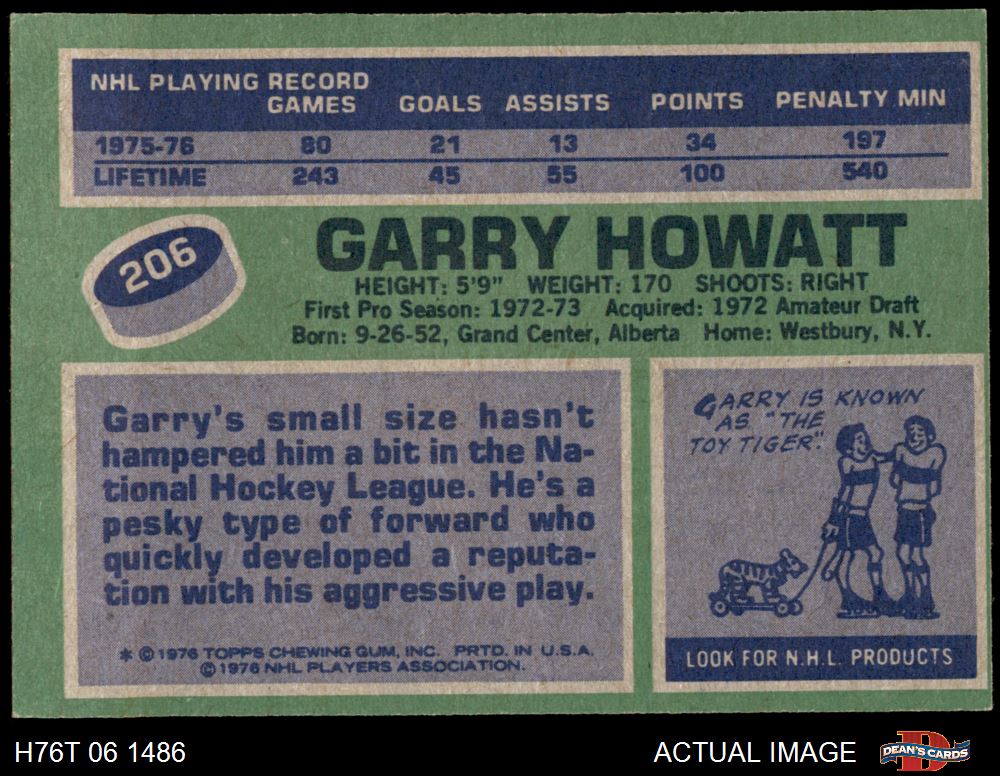 NHL PLAYING RECORD
GAMES GOALS ASSISTS POINTS PENALTY MIN
1975-76 80 21 13 34 197
LIFETIME 243 45 55 100 540
206
GARRY HOWATT
HEIGHT: 5'9" WEIGHT: 170 SHOOTS: RIGHT
First Pro Season: 1972-73 Acquired: 1972 Amateur Draft
Born: 9-26-52, Grand Center, Alberta Home: Westbury, N.Y.
Garry's small size hasn't
hampered him a bit in the Na-
tional Hockey League. He's a
pesky type of forward who
quickly developed a reputa-
tion with his aggressive play.
* © 1976 TOPPS CHEWING GUM, INC. PRTD. IN U.S.A.
© 1976 NHL PLAYERS ASSOCIATION.
GARRY IS KNOWN
AS "THE
TOY TIGER".
LOOK FOR N.H.L. PRODUCTS
H76T 06 1486
ACTUAL IMAGE
D
DEAN'S CARDS